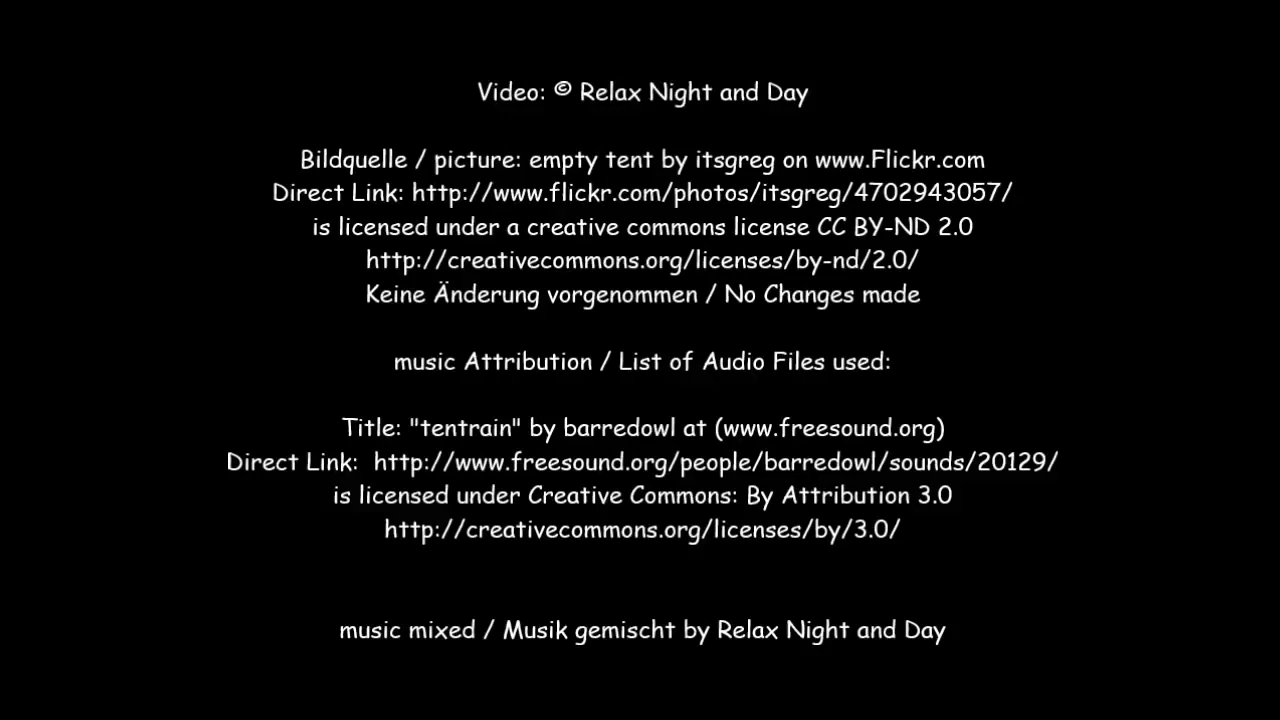 Video: © Relax Night and Day
Bildquelle / picture: empty tent by itsgreg on www.Flickr.com
Direct Link: http://www.flickr.com/photos/itsgreg/4702943057/
is licensed under a creative commons license CC BY-ND 2.0
http://creativecommons.org/licenses/by-nd/2.0/
Keine Änderung vorgenommen / No Changes made
music Attribution / List of Audio Files used:
Title: "tentrain" by barredowl at (www.freesound.org)
Direct Link:  http://www.freesound.org/people/barredowl/sounds/20129/
is licensed under Creative Commons: By Attribution 3.0
http://creativecommons.org/licenses/by/3.0/
music mixed / Musik gemischt by Relax Night and Day